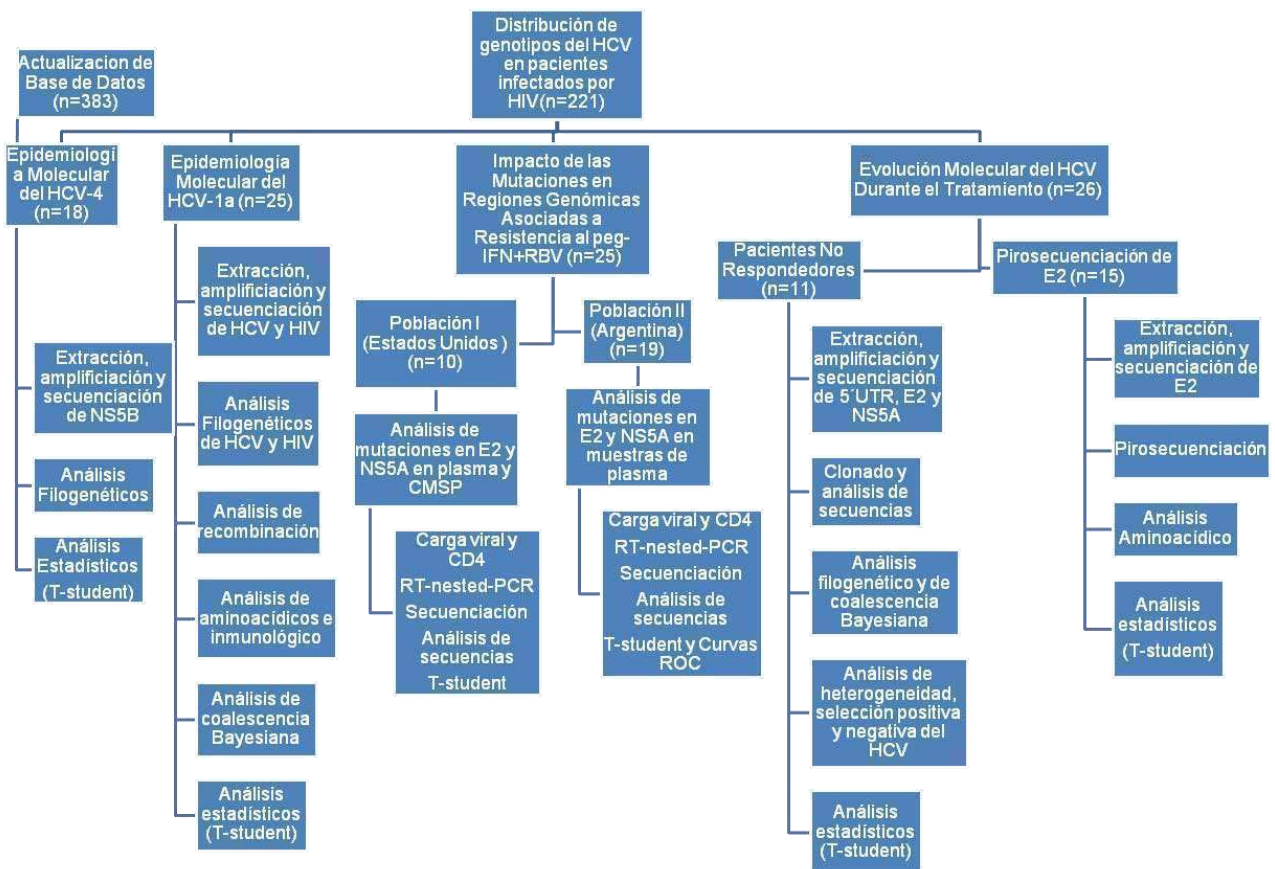 Distribución de
genotipos del HCV
en pacientes
infectados por
HIV(n=221)
Actualizacion de
Base de Datos
(n=383)
Epidemiologí
a Molecular
del HCV-4
(n=18)
Extracción,
amplificiación y
secuenciación
de NS5B
Análisis
Filogenéticos
Análisis
Estadísticos
(T-student)
Epidemiología
Molecular del
HCV-1a (n=25)
Extracción,
amplificiación y
secuenciación
de HCV y HIV
Análisis
Filogenéticos
de HCV y HIV
Análisis de
recombinación
Análisis de
aminoacídicos e
inmunológico
Análisis de
coalescencia
Bayesiana
Análisis
estadísticos
(T-student)
Impacto de las
Mutaciones en
Regiones Genómicas
Asociadas a
Resistencia al peg-
IFN+RBV (n=25)
Población I
(Estados Unidos )
(n=10)
Análisis de
mutaciones en E2 y
NS5A en plasma y
CMSP
Carga viral y
CD4
RT-nested-PCR
Secuenciación
Análisis de
secuencias
T-student
Población II
(Argentina)
(n=19)
Análisis de
mutaciones en
E2 y NS5A en
muestras de
plasma
Carga viral y CD4
RT-nested-PCR
Secuenciación
Análisis de
secuencias
T-student y Curvas
ROC
Evolución Molecular del HCV
Durante el Tratamiento (n=26)
Pacientes No
Respondedores
(n=11)
Extracción,
amplificiación y
secuenciación
de 5´UTR, E2 y
NS5A
Clonado y
análisis de
secuencias
Análisis
filogenético y de
coalescencia
Bayesiana
Análisis de
heterogeneidad,
selección positiva
y negativa del
HCV
Análisis
estadísticos
(T-student)
Pirosecuenciación de
E2 (n=15)
Extracción,
amplificiación y
secuenciación de
E2
Pirosecuenciación
Análisis
Aminoacídico
Análisis
estadísticos
(T-student)